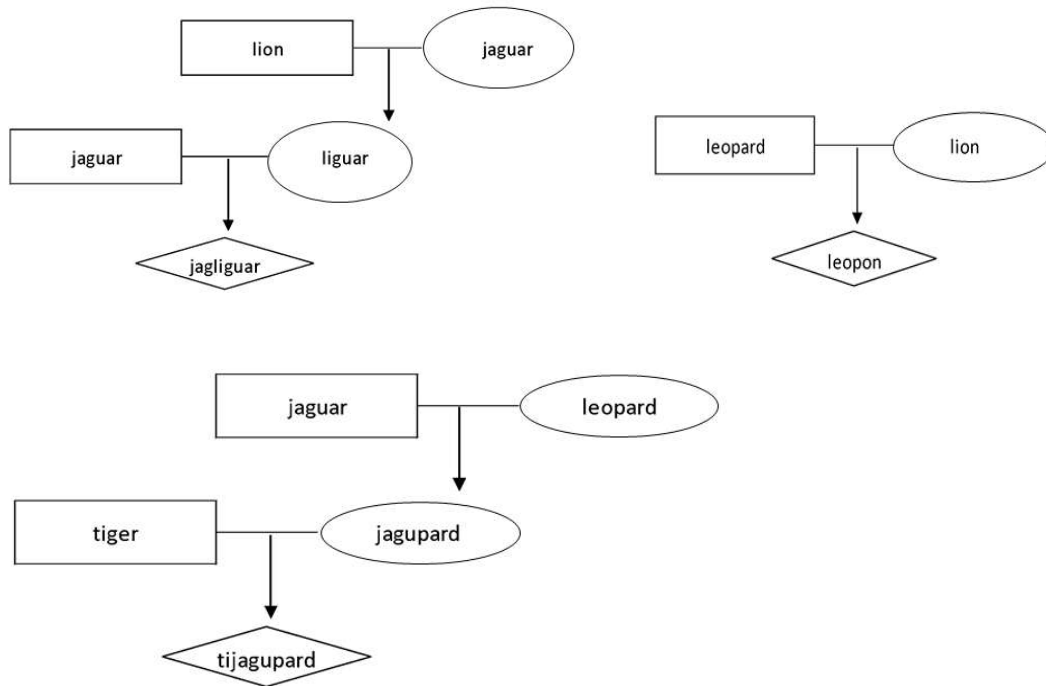 lion
jaguar
jaguar
liguar
jagliguar
leopard
lion
leopon
jaguar
leopard
tiger
jagupard
tijagupard